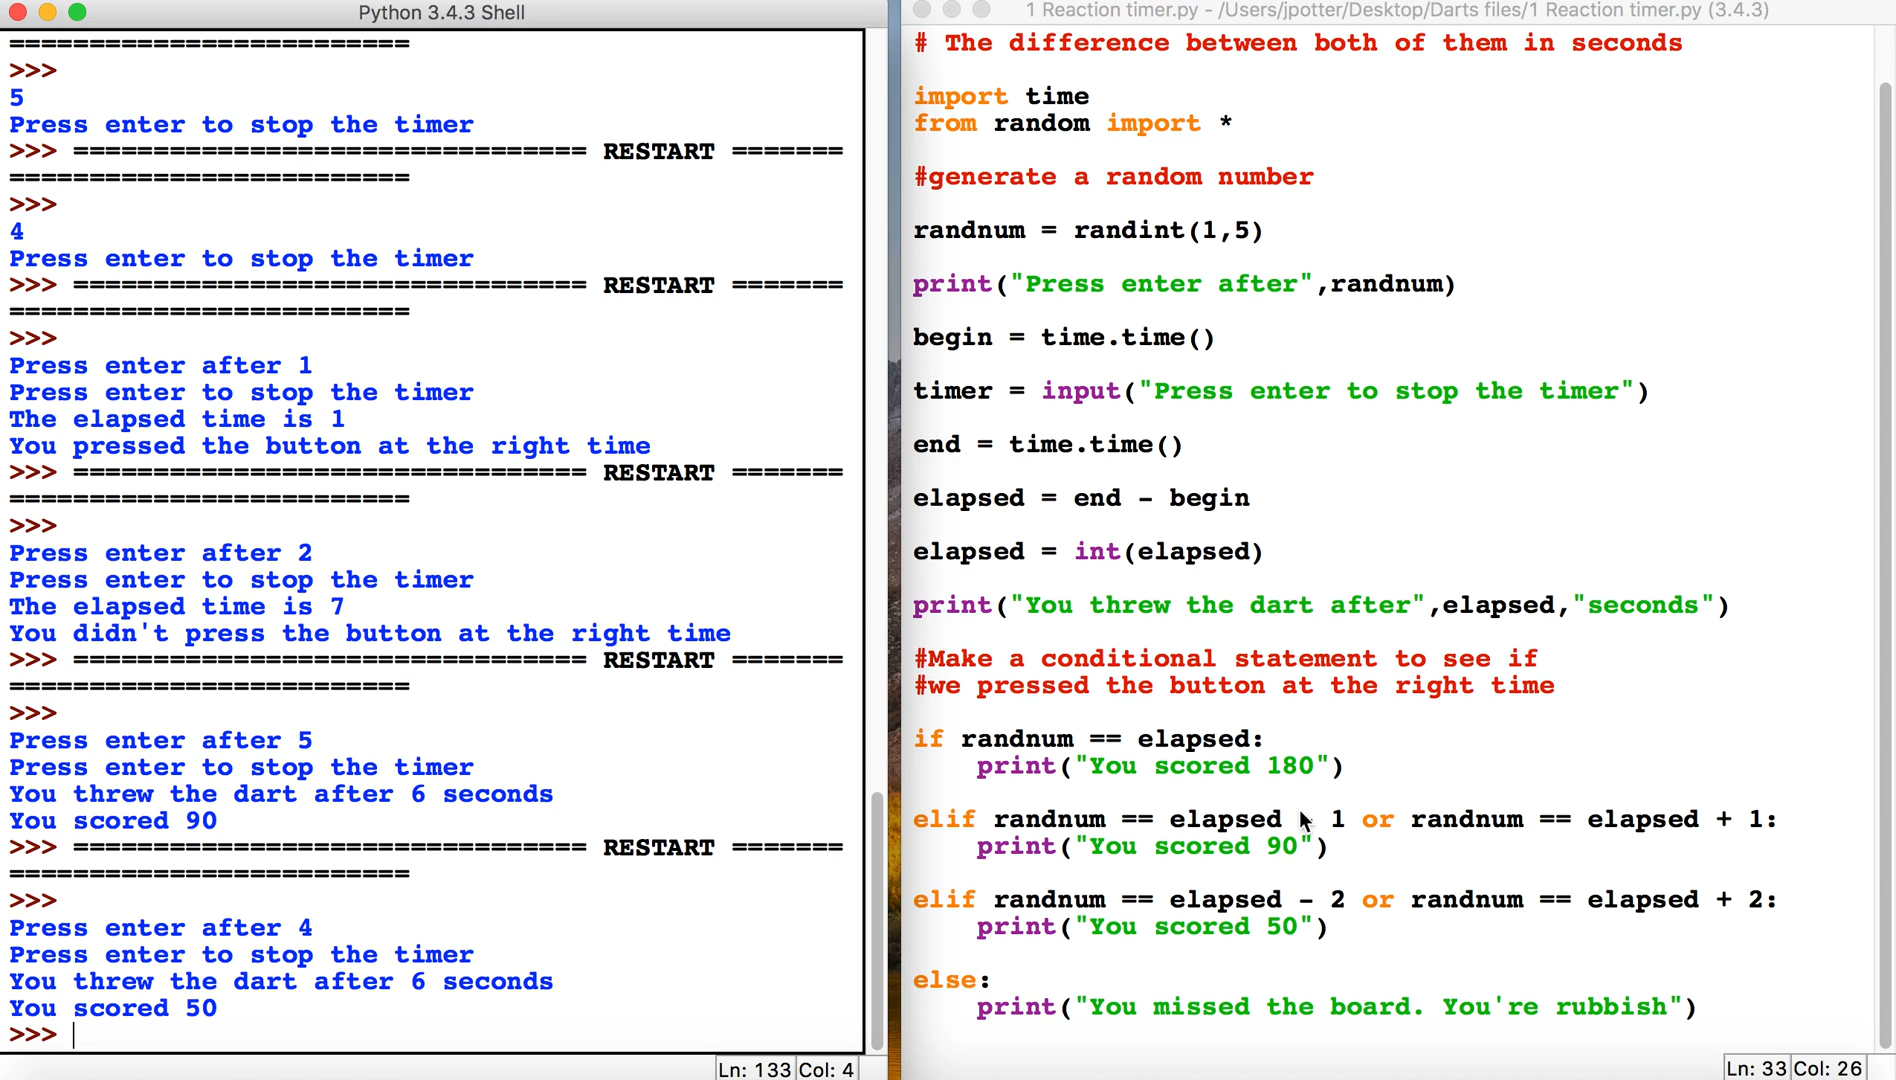 Python 3.4.3 Shell
=========================
>>>
5
Press enter to stop the timer
>>> ================================ RESTART =======
=========================
>>>
4
Press enter to stop the timer
>>> ================================ RESTART =======
=========================
>>>
Press enter after 1
Press enter to stop the timer
The elapsed time is 1
You pressed the button at the right time
>>> ================================ RESTART =======
=========================
>>>
Press enter after 2
Press enter to stop the timer
The elapsed time is 7
You didn't press the button at the right time
>>> ================================ RESTART =======
=========================
>>>
Press enter after 5
Press enter to stop the timer
You threw the dart after 6 seconds
You scored 90
>>> ================================ RESTART =======
=========================
>>>
Press enter after 4
Press enter to stop the timer
You threw the dart after 6 seconds
You scored 50
>>>
Ln: 133 Col: 4
1 Reaction timer.py - /Users/jpotter/Desktop/Darts files/1 Reaction timer.py (3.4.3)
# The difference between both of them in seconds
import time
from random import *
#generate a random number
randnum = randint(1,5)
print("Press enter after",randnum)
begin = time.time()
timer = input("Press enter to stop the timer")
end = time.time()
elapsed = end - begin
elapsed = int(elapsed)
print("You threw the dart after",elapsed,"seconds")
#Make a conditional statement to see if
#we pressed the button at the right time
if randnum == elapsed:
    print("You scored 180")
elif randnum == elapsed 1 or randnum == elapsed + 1:
    print("You scored 90")
elif randnum == elapsed - 2 or randnum == elapsed + 2:
    print("You scored 50")
else:
    print("You missed the board. You're rubbish")
Ln: 33 Col: 26